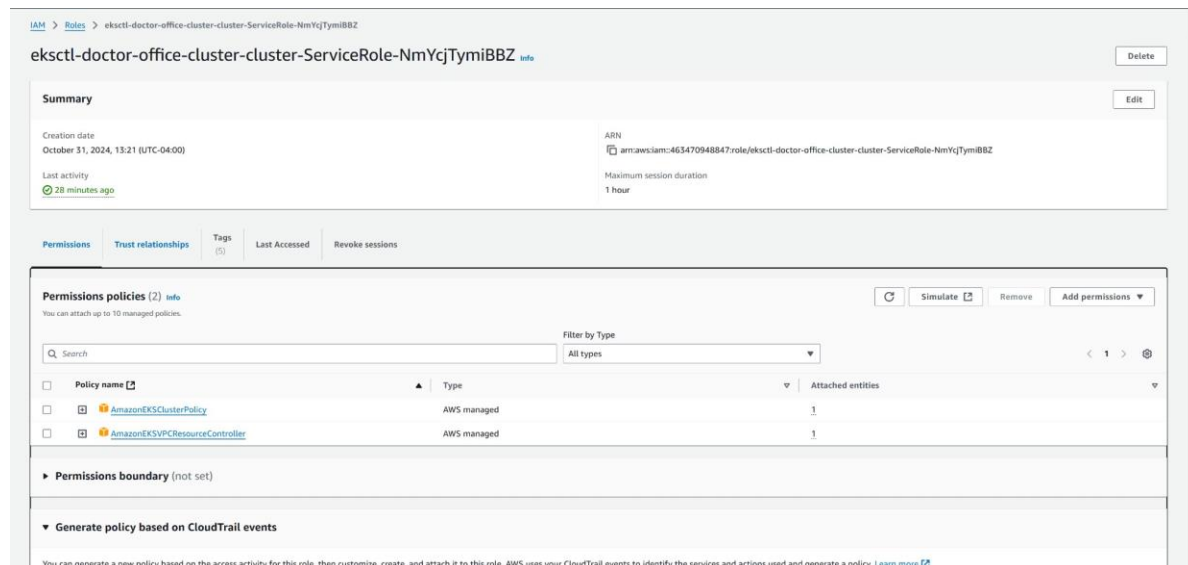 IAM > Roles > eksctl-doctor-office-cluster-cluster-ServiceRole-NmYcjTymiBBZ
eksctl-doctor-office-cluster-cluster-ServiceRole-NmYcjTymiBBZ Info
Delete
Summary
Edit
Creation date
October 31, 2024, 13:21 (UTC-04:00)
ARN
arn:aws:iam::463470948847:role/eksctl-doctor-office-cluster-cluster-ServiceRole-NmYcjTymiBBZ
Last activity
28 minutes ago
Maximum session duration
1 hour
Permissions Trust relationships Tags (5) Last Accessed Revoke sessions
Permissions policies (2) Info
You can attach up to 10 managed policies.
Simulate Remove Add permissions
Filter by Type
Search All types 1
Policy name Type Attached entities
AmazonEKSClusterPolicy AWS managed 1
AmazonEKSVPCResourceController AWS managed 1
Permissions boundary (not set)
Generate policy based on CloudTrail events
You can generate a new policy based on the access activity for this role, then customize, create, and attach it to this role. AWS uses your CloudTrail events to identify the services and actions used and generate a policy. Learn more